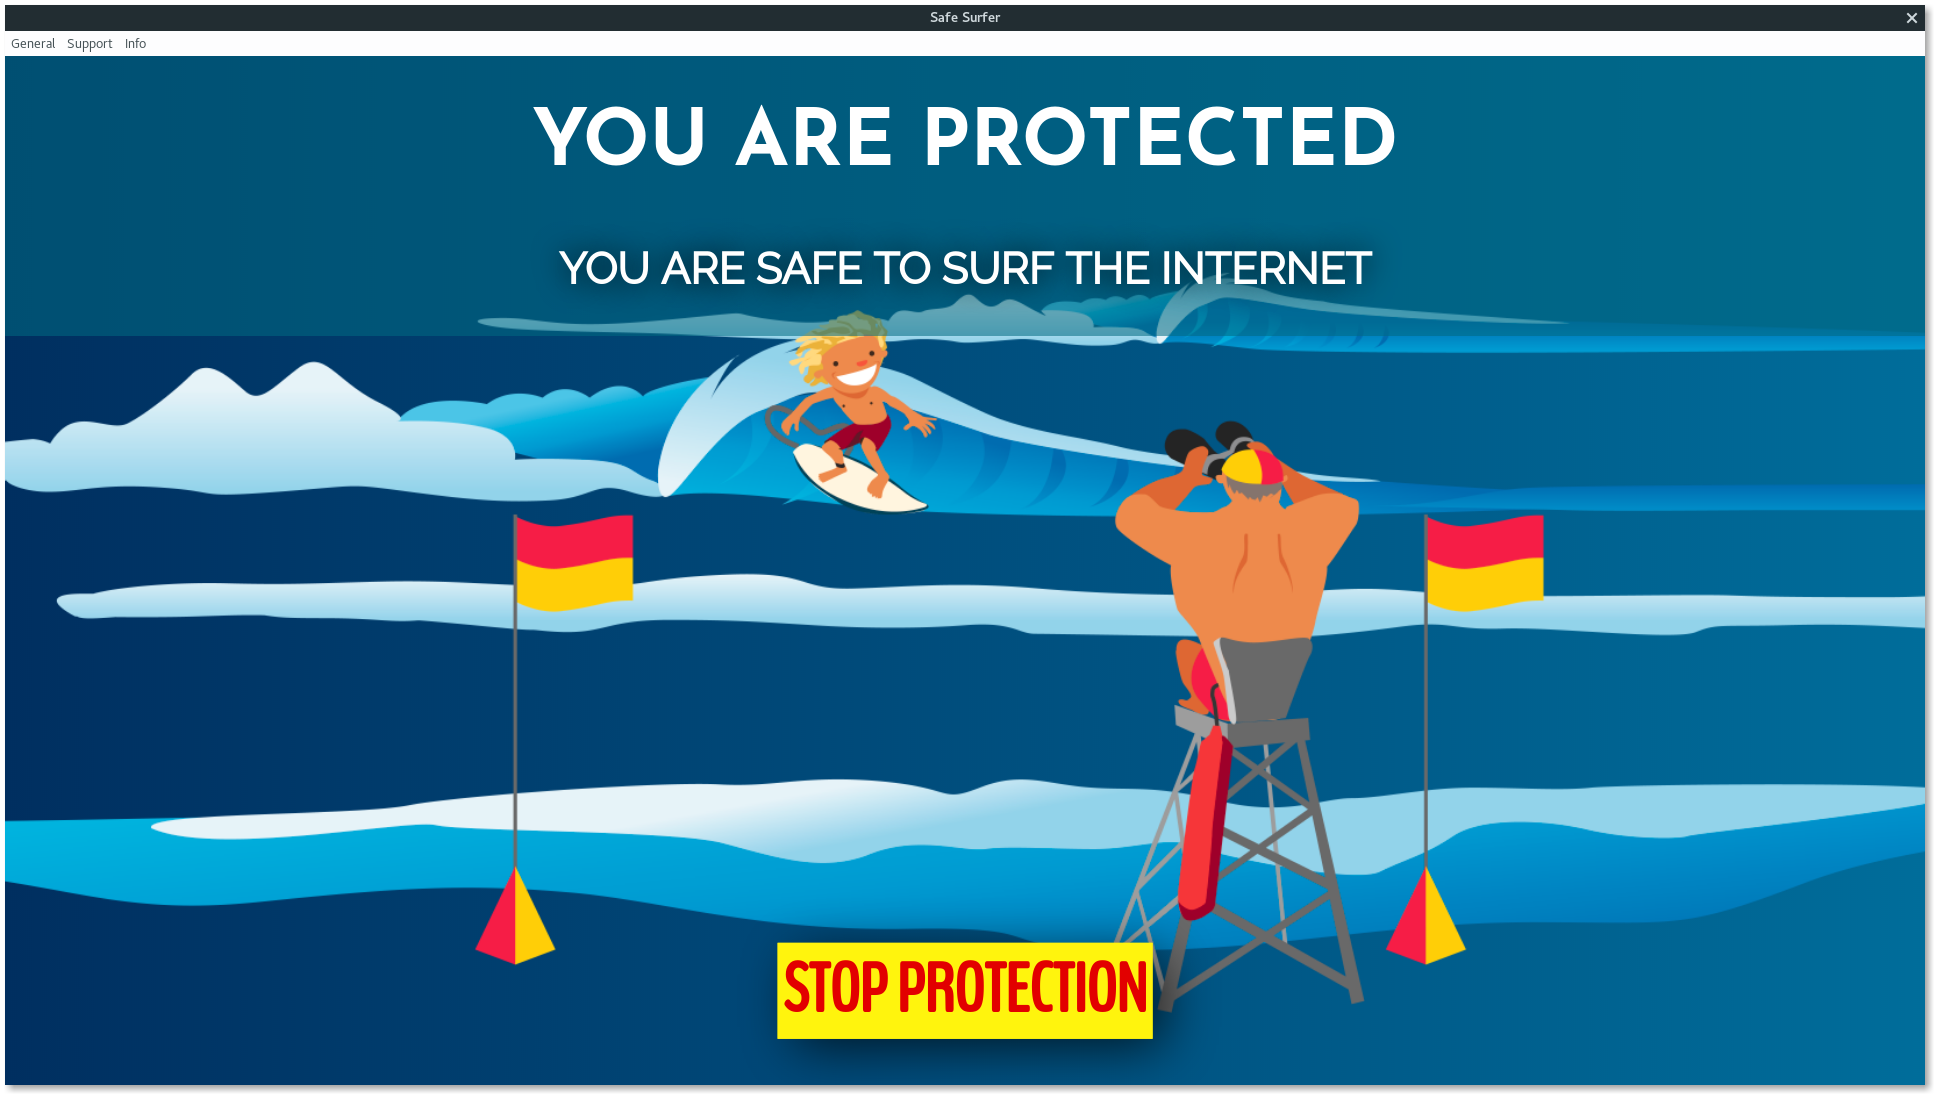 Safe Surfer
General Support Info
YOU ARE PROTECTED
YOU ARE SAFE TO SURF THE INTERNET
STOP PROTECTION